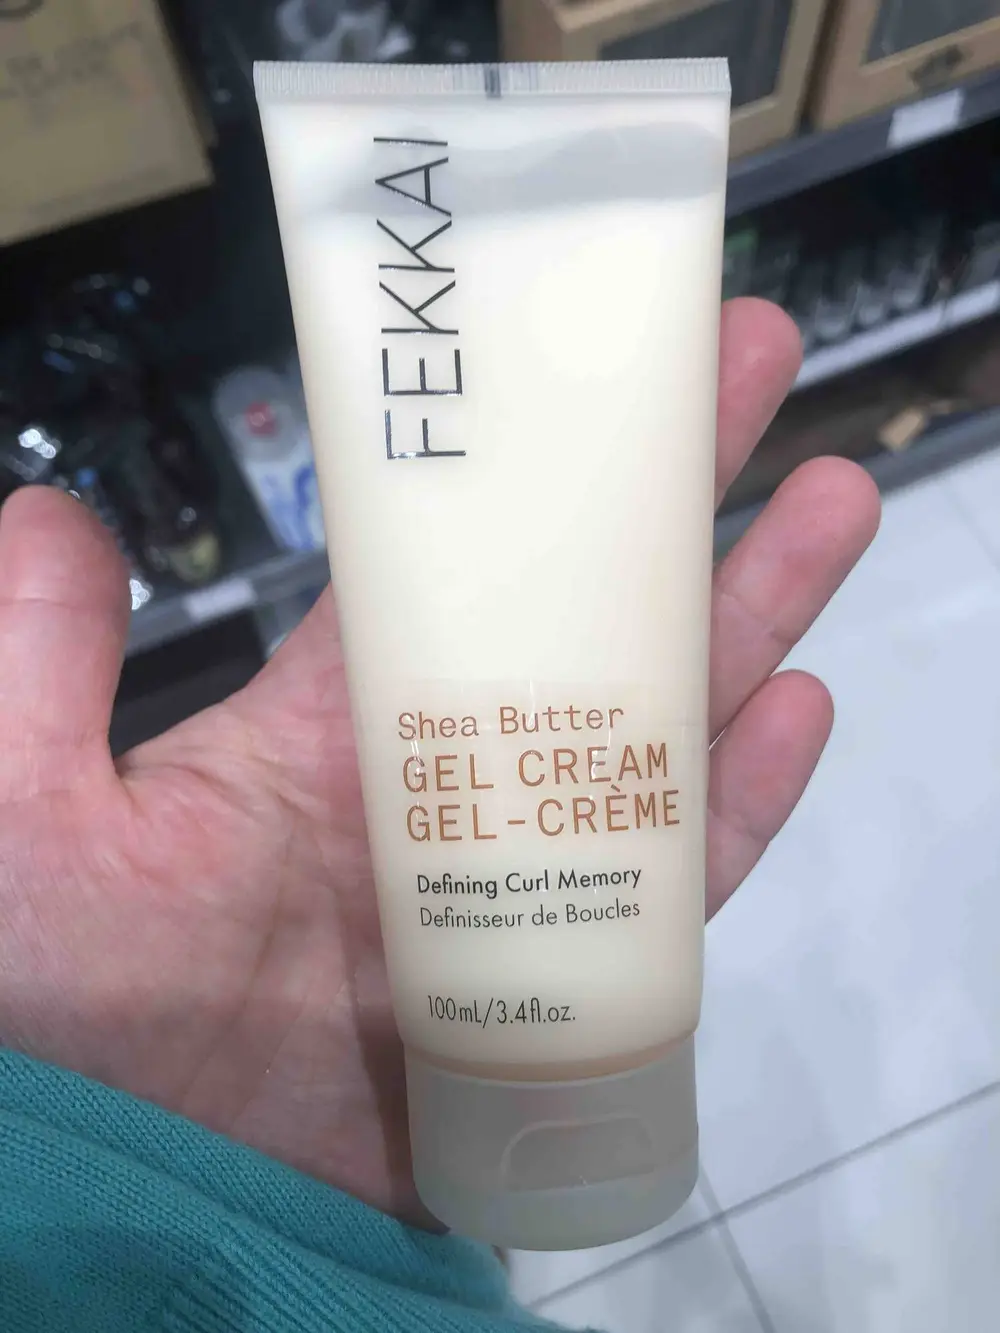 FEKKAI
Shea Butter
GEL CREAM
GEL-CRÈME
Defining Curl Memory
Definisseur de Boucles
100mL/3.4fl.oz.